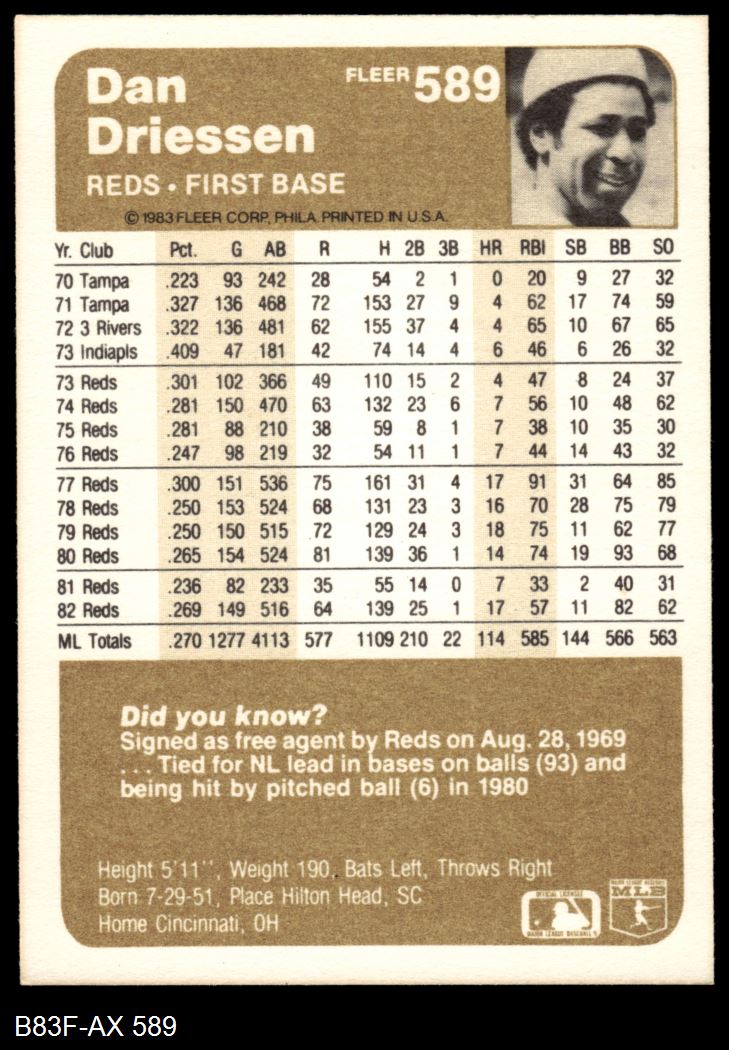 Dan
Driessen
FLEER 589
REDS • FIRST BASE
© 1983 FLEER CORP, PHILA. PRINTED IN U.S.A.
Yr. Club Pct. G AB R H 2B 3B HR RBI SB BB SO
70 Tampa .223 93 242 28 54 2 1 0 20 9 27 32
71 Tampa .327 136 468 72 153 27 9 4 62 17 74 59
72 3 Rivers .322 136 481 62 155 37 4 4 65 10 67 65
73 Indiapls .409 47 181 42 74 14 4 6 46 6 26 32
73 Reds .301 102 366 49 110 15 2 4 47 8 24 37
74 Reds .281 150 470 63 132 23 6 7 56 10 48 62
75 Reds .281 88 210 38 59 8 1 7 38 10 35 30
76 Reds .247 98 219 32 54 11 1 7 44 14 43 32
77 Reds .300 151 536 75 161 31 4 17 91 31 64 85
78 Reds .250 153 524 68 131 23 3 16 70 28 75 79
79 Reds .250 150 515 72 129 24 3 18 75 11 62 77
80 Reds .265 154 524 81 139 36 1 14 74 19 93 68
81 Reds .236 82 233 35 55 14 0 7 33 2 40 31
82 Reds .269 149 516 64 139 25 1 17 57 11 82 62
ML Totals .270 1277 4113 577 1109 210 22 114 585 144 566 563
Did you know?
Signed as free agent by Reds on Aug. 28, 1969
. . . Tied for NL lead in bases on balls (93) and
being hit by pitched ball (6) in 1980
Height 5'11'', Weight 190, Bats Left, Throws Right
Born 7-29-51, Place Hilton Head, SC
Home Cincinnati, OH
OFFICIAL LICENSEE
MAJOR LEAGUE BASEBALL
MAJOR LEAGUE BASEBALL
MLB
B83F-AX 589